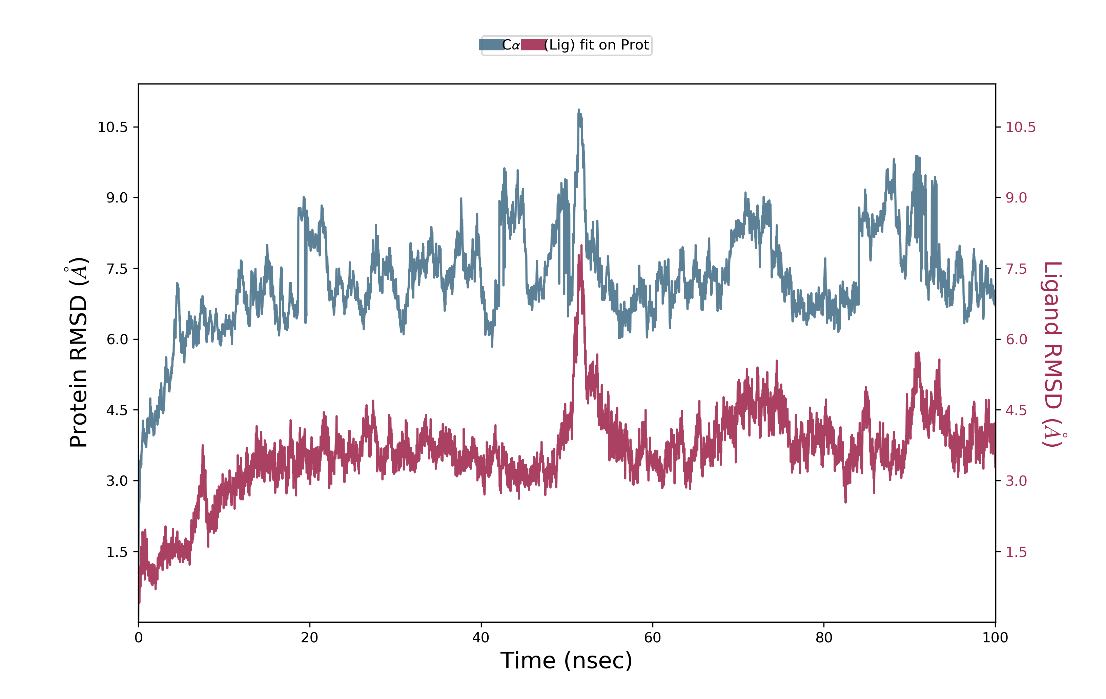 Cα (Lig) fit on Prot
Protein RMSD (Å)
10.5
9.0
7.5
6.0
4.5
3.0
1.5
10.5
9.0
7.5
6.0
4.5
3.0
1.5
Ligand RMSD (Å)
0 20 40 60 80 100
Time (nsec)